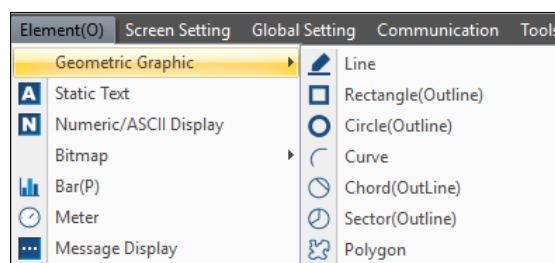 Element(O) Screen Setting Global Setting Communication Tools
Geometric Graphic
Static Text
Numeric/ASCII Display
Bitmap
Bar(P)
Meter
Message Display
Line
Rectangle(Outline)
Circle(Outline)
Curve
Chord(OutLine)
Sector(Outline)
Polygon